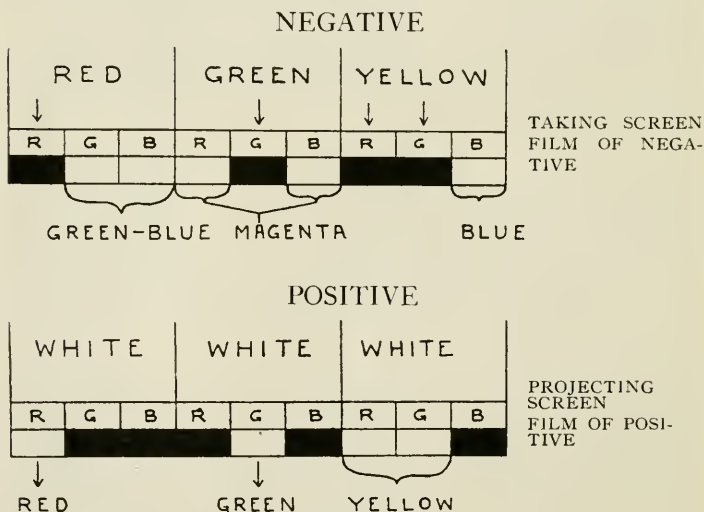 NEGATIVE
RED GREEN YELLOW
R G B R G B R G B
TAKING SCREEN
FILM OF NEGA-
TIVE
GREEN-BLUE MAGENTA BLUE
POSITIVE
WHITE WHITE WHITE
R G B R G B R G B
PROJECTING
SCREEN
FILM OF POSI-
TIVE
RED GREEN YELLOW